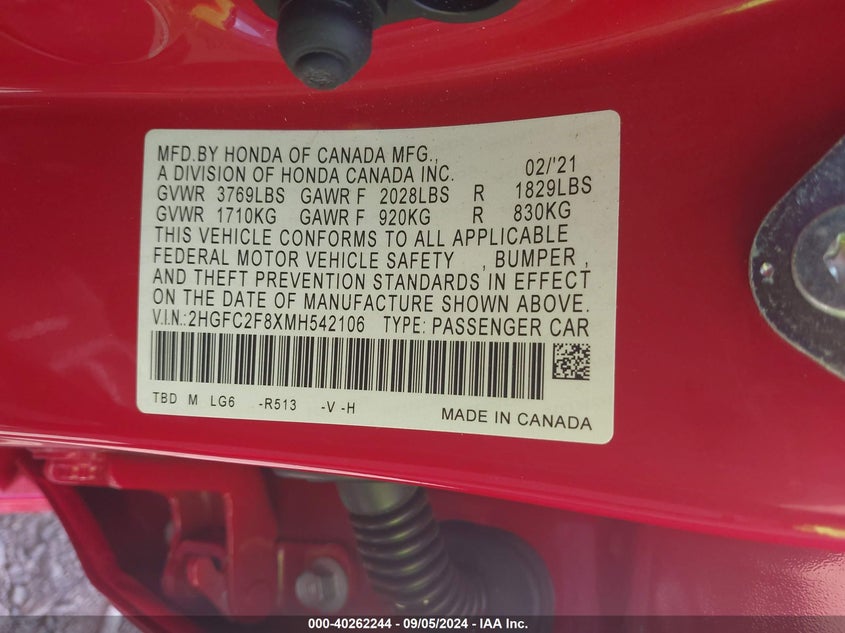 MFD.BY HONDA OF CANADA MFG.,
A DIVISION OF HONDA CANADA INC. 02/'21
GVWR 3769LBS GAWR F 2028LBS R 1829LBS
GVWR 1710KG GAWR F 920KG R 830KG
THIS VEHICLE CONFORMS TO ALL APPLICABLE
FEDERAL MOTOR VEHICLE SAFETY , BUMPER ,
AND THEFT PREVENTION STANDARDS IN EFFECT
ON THE DATE OF MANUFACTURE SHOWN ABOVE.
V.I.N.:2HGFC2F8XMH542106 TYPE: PASSENGER CAR
TBD M LG6 -R513 -V -H
MADE IN CANADA
000-40262244 - 09/05/2024 - IAA Inc.